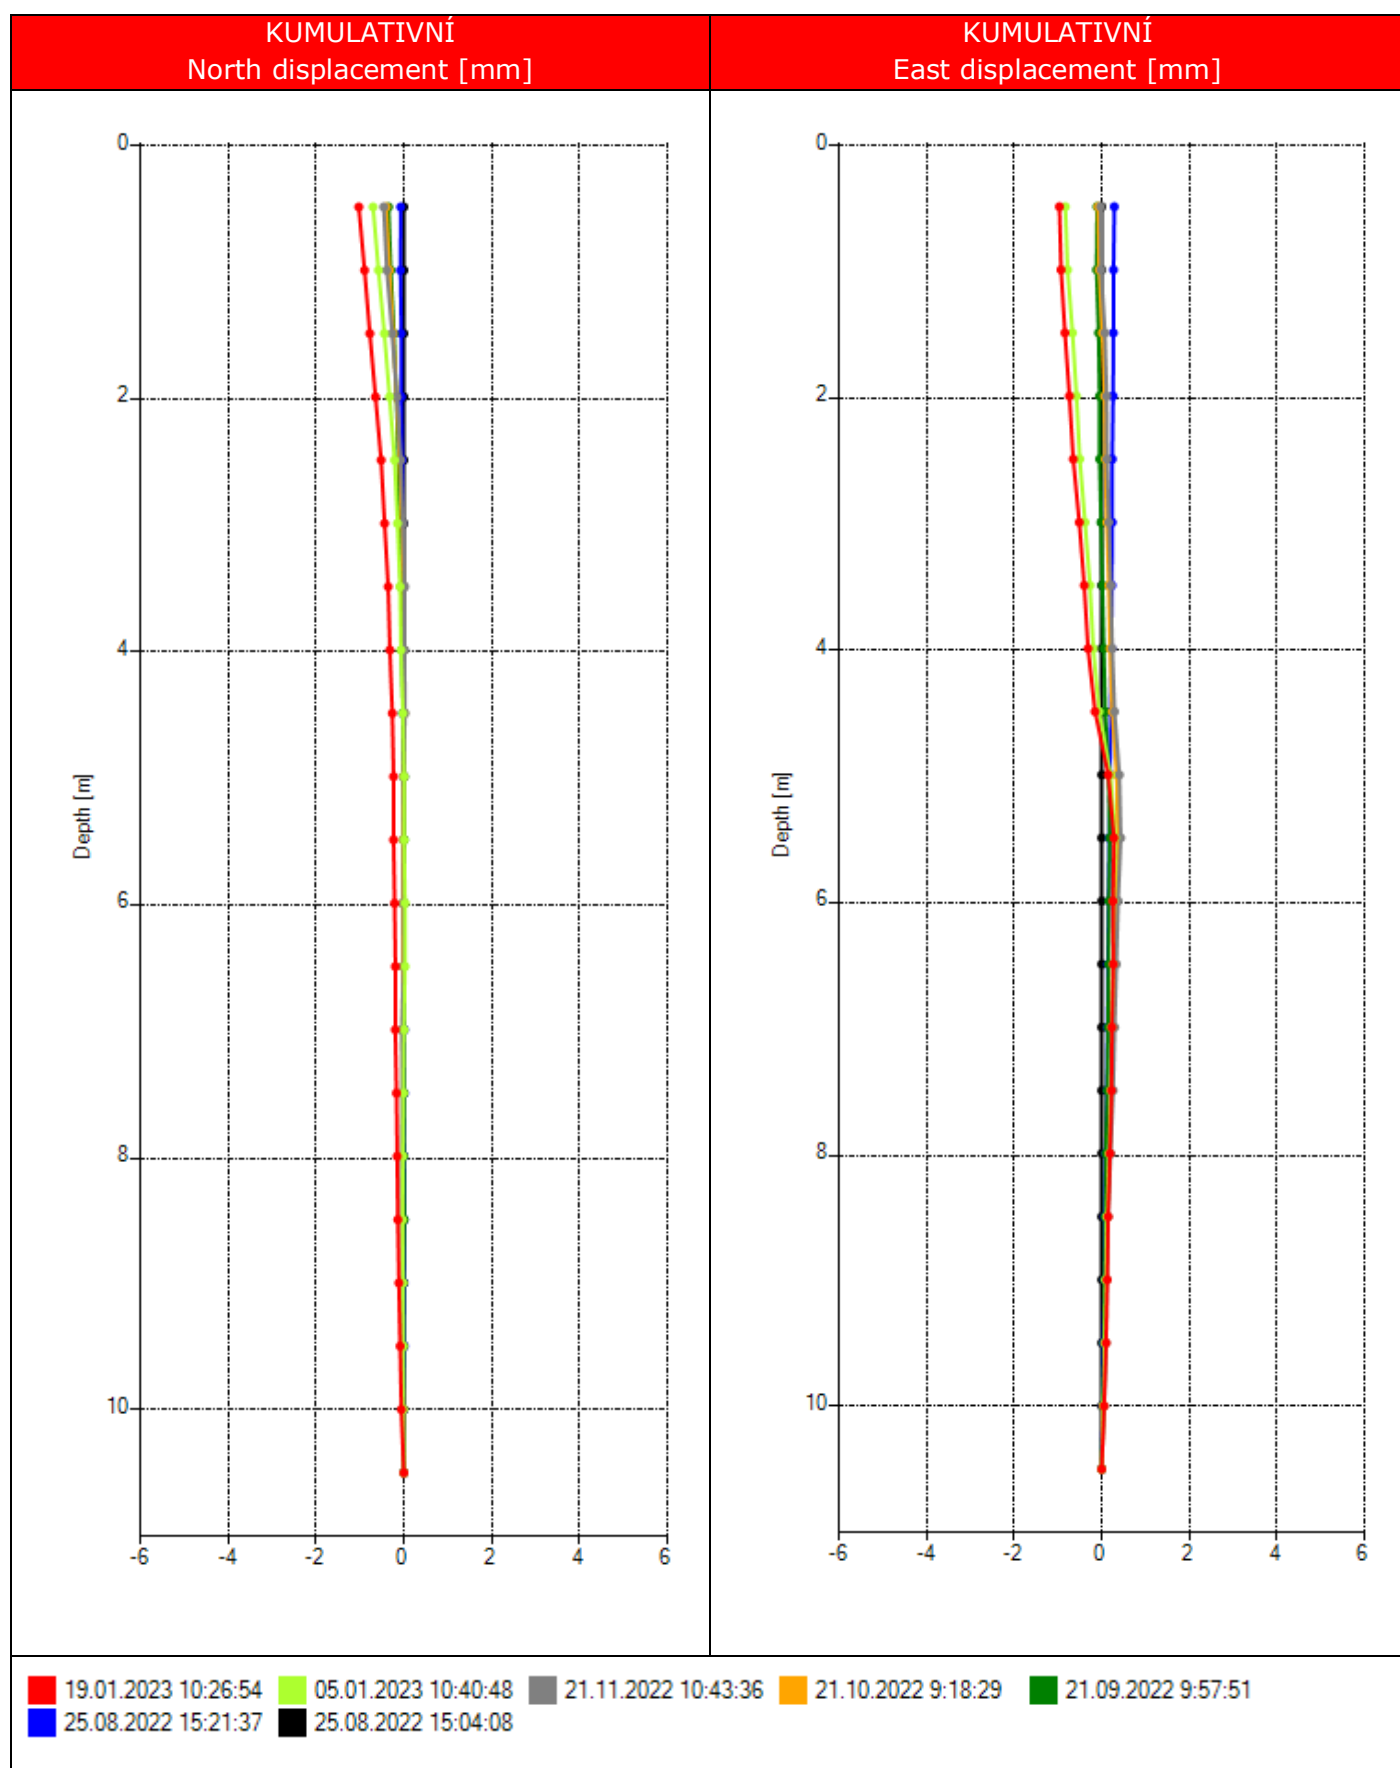 KUMULATIVNÍ
North displacement [mm]
KUMULATIVNÍ
East displacement [mm]
0
2
4
6
8
10
Depth [m]
-6 -4 -2 0 2 4 6
0
2
4
6
8
10
Depth [m]
-6 -4 -2 0 2 4 6
19.01.2023 10:26:54 05.01.2023 10:40:48 21.11.2022 10:43:36 21.10.2022 9:18:29 21.09.2022 9:57:51
25.08.2022 15:21:37 25.08.2022 15:04:08